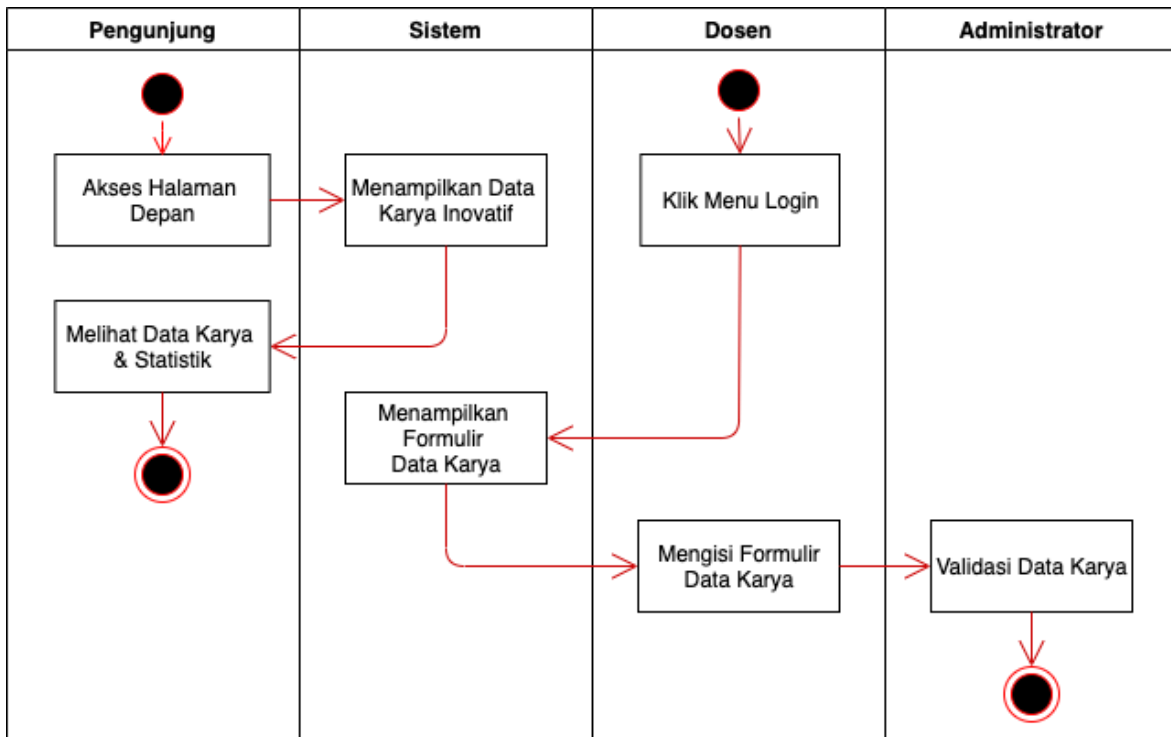 Pengunjung
Sistem
Dosen
Administrator
Akses Halaman
Depan
Menampilkan Data
Karya Inovatif
Klik Menu Login
Melihat Data Karya
& Statistik
Menampilkan
Formulir
Data Karya
Mengisi Formulir
Data Karya
Validasi Data Karya